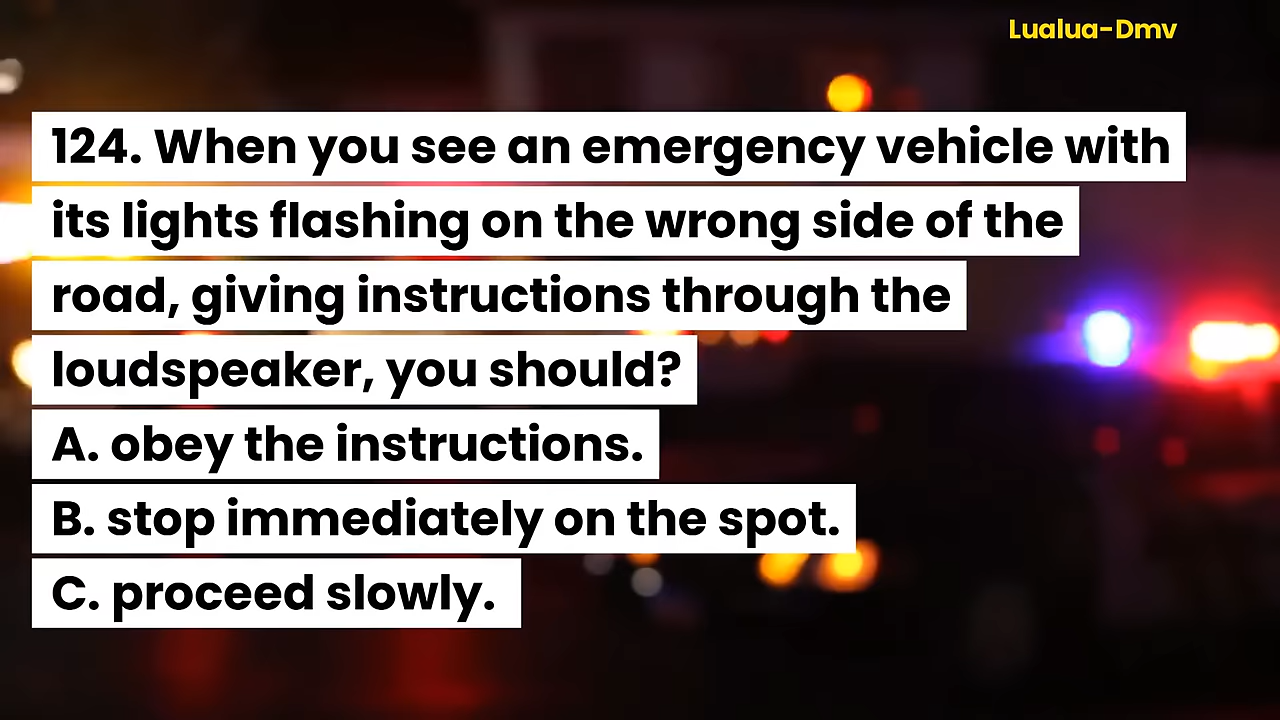 Lualua-Dmv
124. When you see an emergency vehicle with
its lights flashing on the wrong side of the
road, giving instructions through the
loudspeaker, you should?
A. obey the instructions.
B. stop immediately on the spot.
C. proceed slowly.